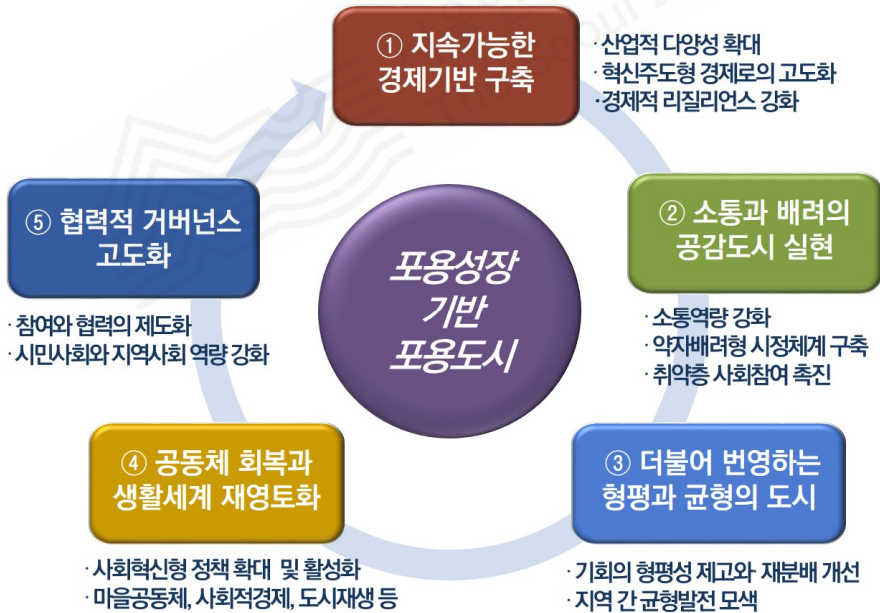 ① 지속가능한
경제기반 구축
· 산업적 다양성 확대
· 혁신주도형 경제로의 고도화
· 경제적 리질리언스 강화
② 소통과 배려의
공감도시 실현
· 소통역량 강화
· 약자배려형 시정체계 구축
· 취약층 사회참여 촉진
③ 더불어 번영하는
형평과 균형의 도시
· 기회의 형평성 제고와 재분배 개선
· 지역 간 균형발전 모색
④ 공동체 회복과
생활세계 재영토화
· 사회혁신형 정책 확대 및 활성화
· 마을공동체, 사회적경제, 도시재생 등
⑤ 협력적 거버넌스
고도화
· 참여와 협력의 제도화
· 시민사회와 지역사회 역량 강화
포용성장
기반
포용도시